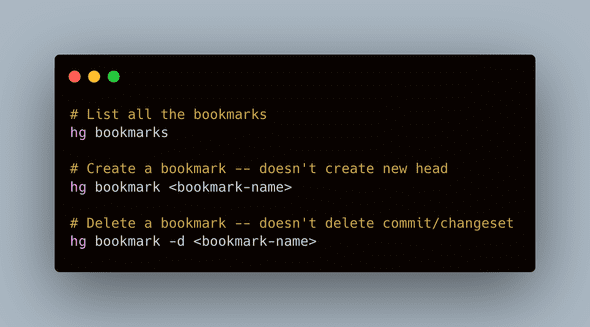 # List all the bookmarks
hg bookmarks
# Create a bookmark -- doesn't create new head
hg bookmark <bookmark-name>
# Delete a bookmark -- doesn't delete commit/changeset
hg bookmark -d <bookmark-name>